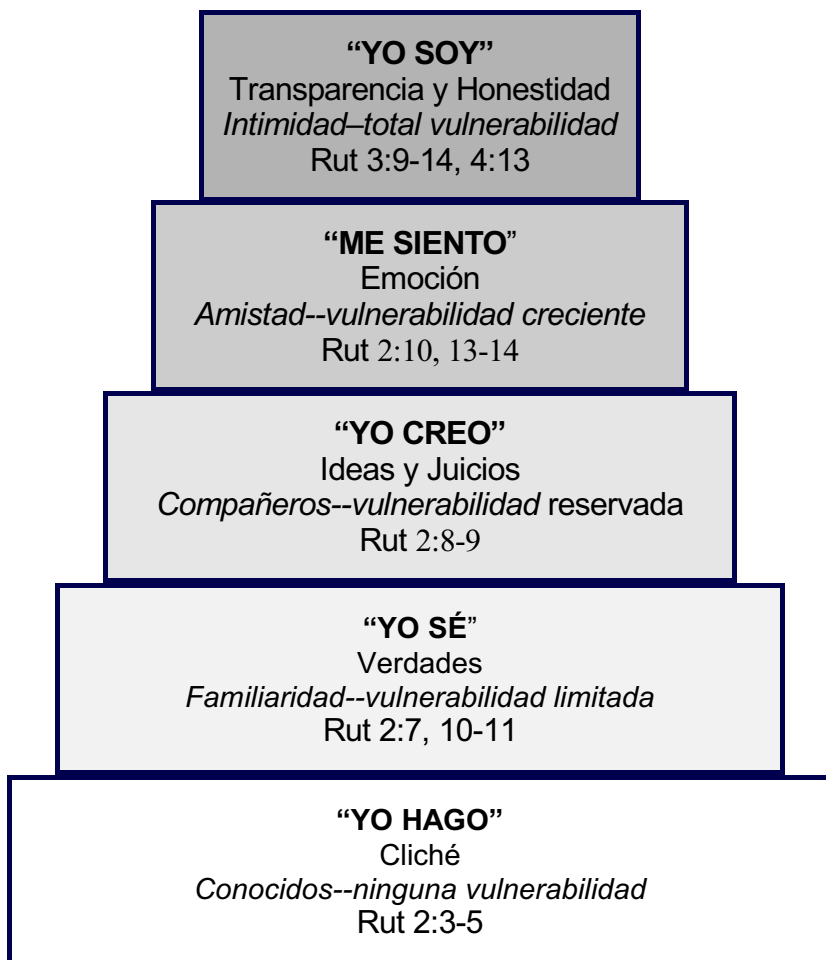 “YO SOY”
Transparencia y Honestidad
Intimidad–total vulnerabilidad
Rut 3:9-14, 4:13
“ME SIENTO”
Emoción
Amistad--vulnerabilidad creciente
Rut 2:10, 13-14
“YO CREO”
Ideas y Juicios
Compañeros--vulnerabilidad reservada
Rut 2:8-9
“YO SÉ”
Verdades
Familiaridad--vulnerabilidad limitada
Rut 2:7, 10-11
“YO HAGO”
Cliché
Conocidos--ninguna vulnerabilidad
Rut 2:3-5